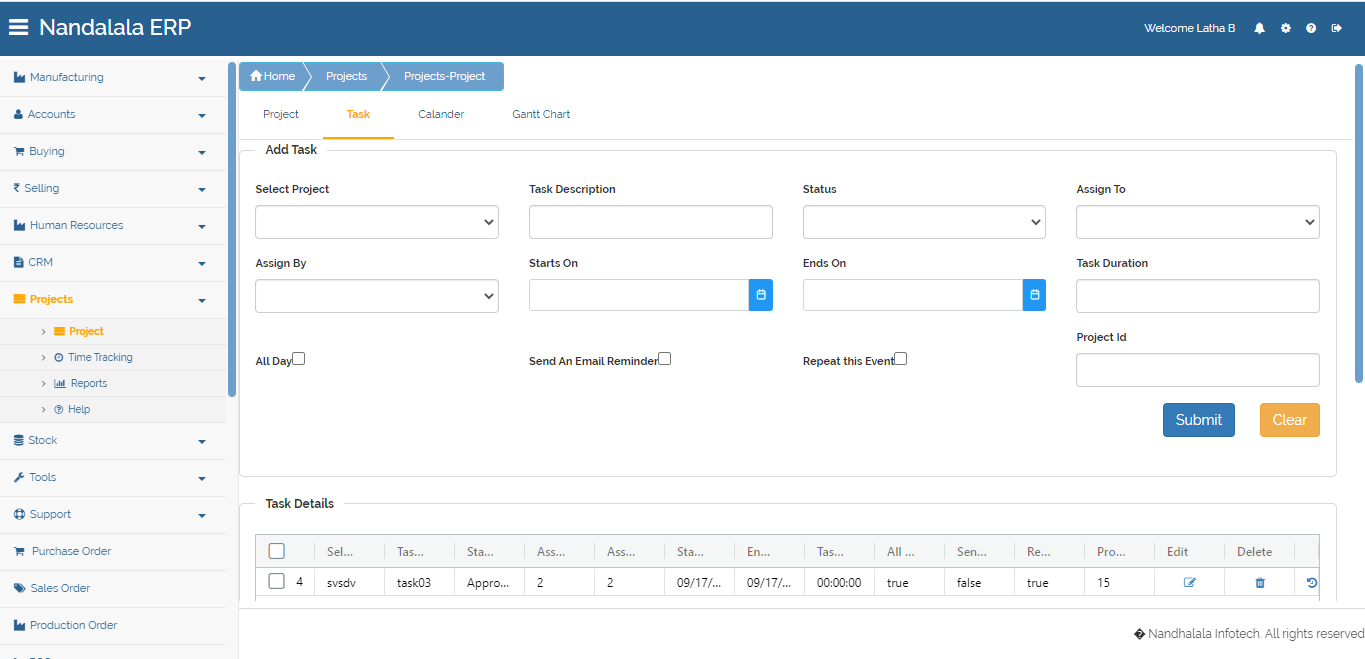 Nandalala ERP
Welcome Latha B
Manufacturing
Accounts
Buying
Selling
Human Resources
CRM
Projects
Project
Time Tracking
Reports
Help
Stock
Tools
Support
Purchase Order
Sales Order
Production Order
Home Projects Projects-Project
Project Task Calander Gantt Chart
Add Task
Select Project Task Description Status Assign To
Assign By Starts On Ends On Task Duration
Project Id
All Day Send An Email Reminder Repeat this Event
Submit Clear
Task Details
Sel... Tas... Sta... Ass... Ass... Sta... En... Tas... All ... Sen... Re... Pro... Edit Delete
4 svsdv task03 Appro... 2 2 09/17/... 09/17/... 00:00:00 true false true 15
� Nandhalala Infotech. All rights reserved